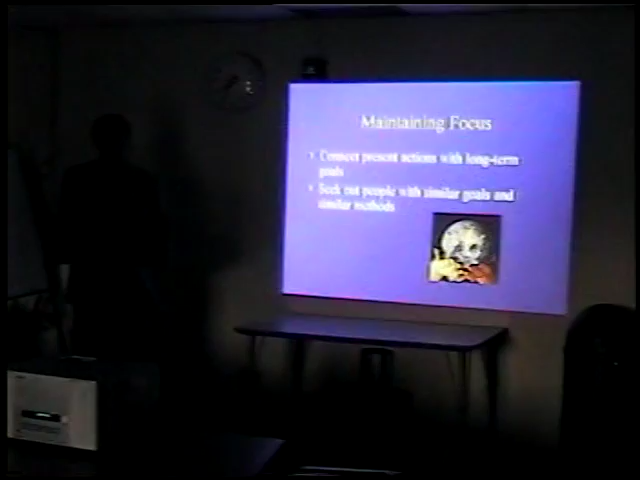 Maintaining Focus
• Connect present actions with long-term
goals
• Seek out people with similar goals and
similar methods